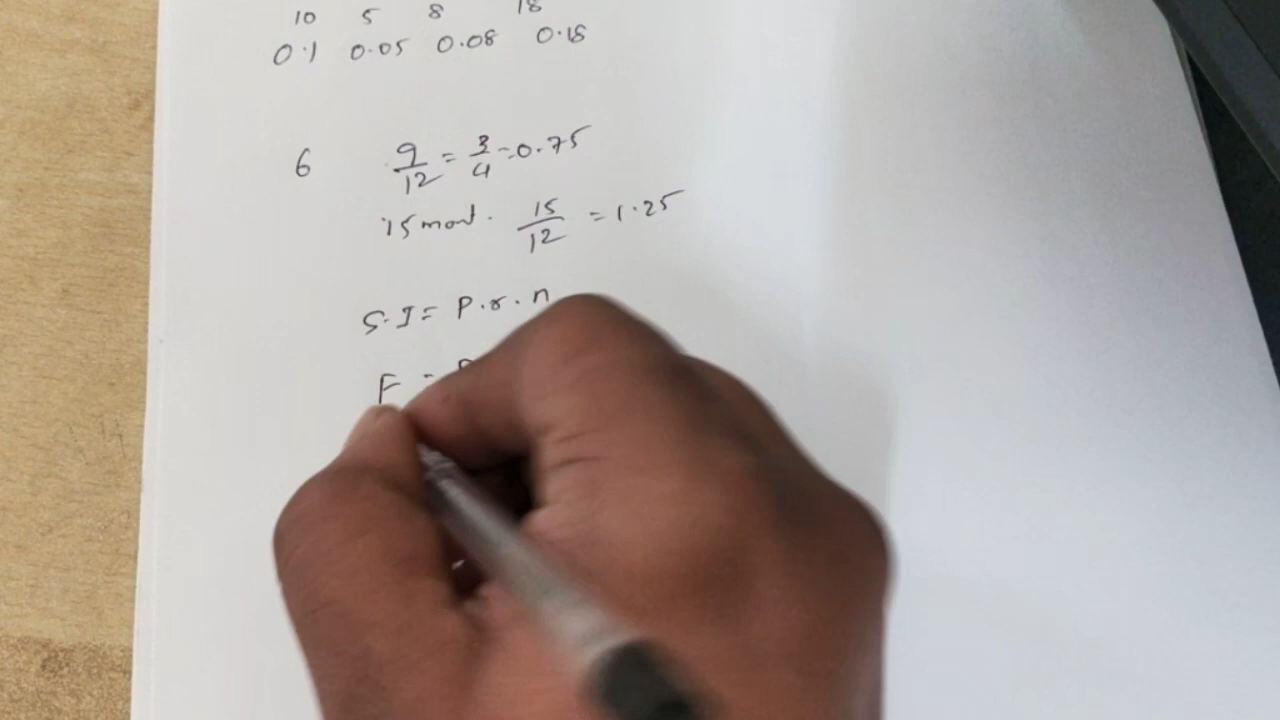 10 5 8 18
0.1 0.05 0.08 0.18
6 9/12 = 3/4 = 0.75
15 mont. 15/12 = 1.25
S.I = P.r.n
F = P